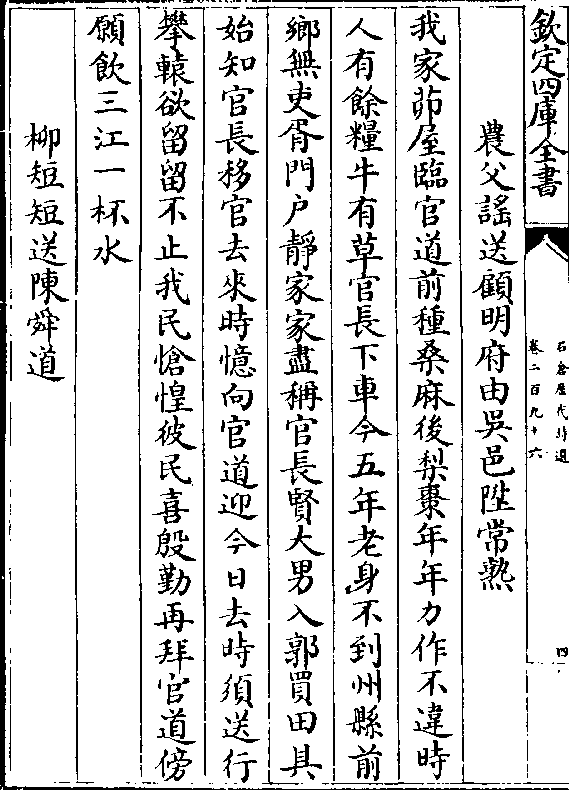 欽定四庫全書
石倉歷代詩選
卷二百九十六
四
農父謠送顧明府由吳邑陞常熟
我家茆屋臨官道前種桑麻後梨棗年年力作不違時
人有餘糧牛有草官長下車今五年老身不到州縣前
鄉無吏胥門户靜家家盡稱官長賢大男入郭買田具
始知官長移官去來時憶向官道迎今日去時須送行
攀轅欲留留不止我民愴惶彼民喜殷勤再拜官道傍
願飲三江一杯水
柳短短送陳舜道